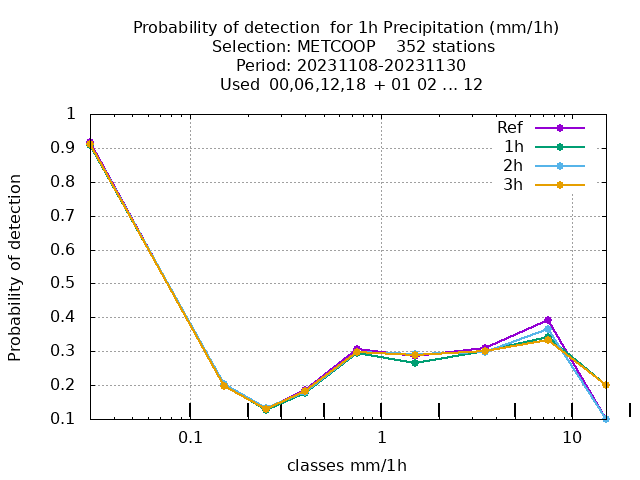 Probability of detection  for 1h Precipitation (mm/1h)
Selection: METCOOP    352 stations
Period: 20231108-20231130
Used  00,06,12,18  + 01 02 ... 12
Ref
1h
2h
3h
1
0.9
0.8
0.7
0.6
0.5
0.4
0.3
0.2
0.1
Probability of detection
0.1 1 10
classes mm/1h